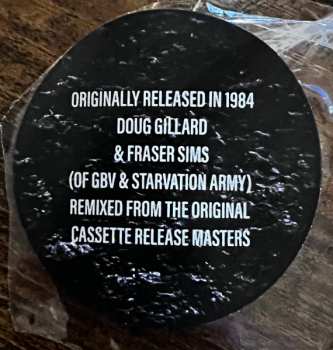 ORIGINALLY RELEASED IN 1984
DOUG GILLARD
& FRASER SIMS
(OF GBV & STARVATION ARMY)
REMIXED FROM THE ORIGINAL
CASSETTE RELEASE MASTERS